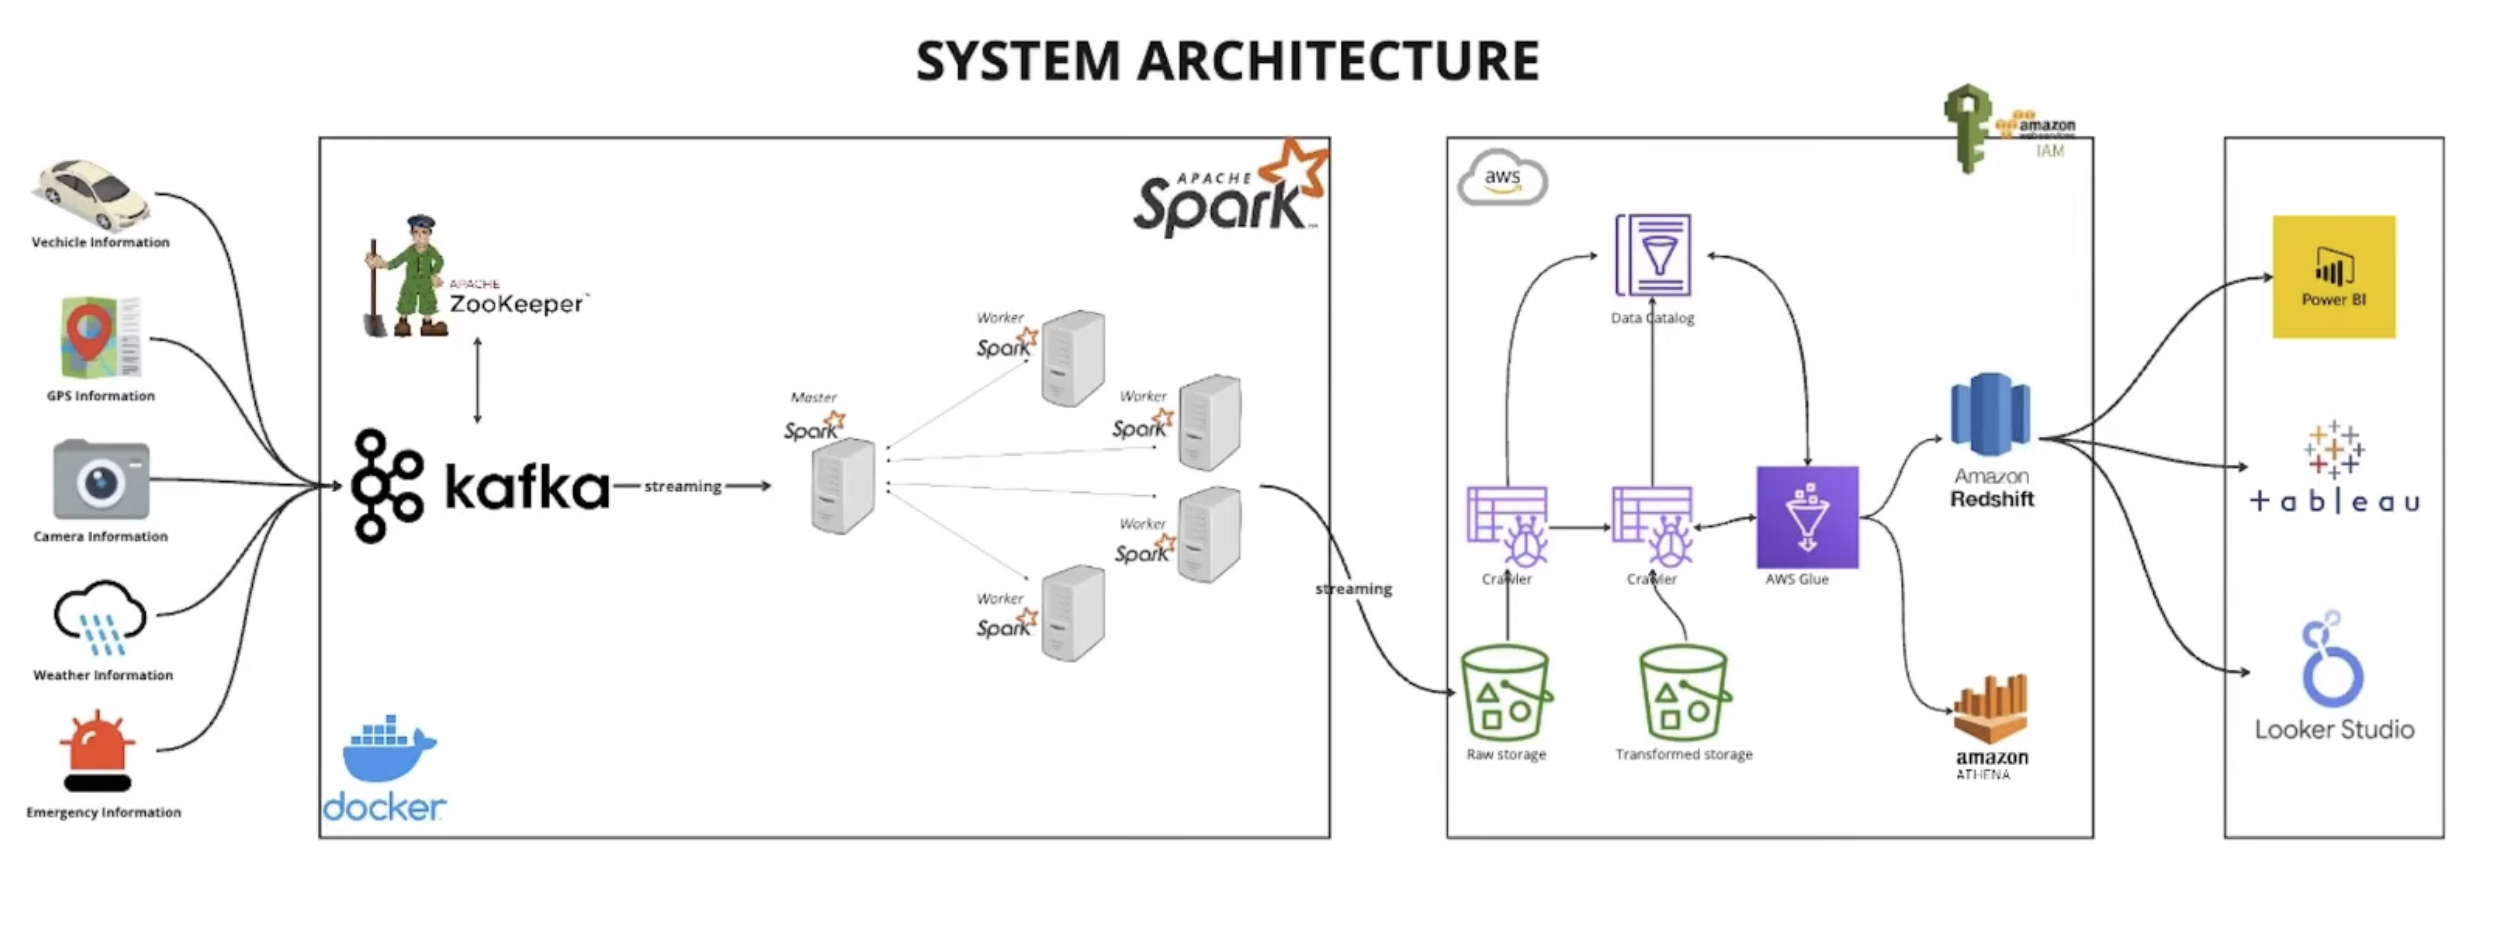 SYSTEM ARCHITECTURE
Vechicle Information
GPS Information
Camera Information
Weather Information
Emergency Information
APACHE
ZooKeeper
kafka
streaming
docker
APACHE
Spark
Master
Spark
Worker
Spark
Worker
Spark
Worker
Spark
Worker
Spark
streaming
aws
amazon
webservices
IAM
Data Catalog
Crawler
Crawler
AWS Glue
Raw storage
Transformed storage
Amazon
Redshift
amazon
ATHENA
Power BI
+ableau
Looker Studio